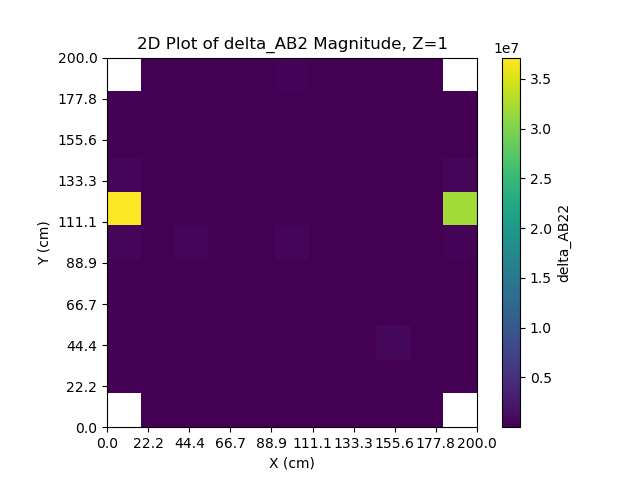 2D Plot of delta_AB2 Magnitude, Z=1
1e7
200.0
177.8
155.6
133.3
111.1
88.9
66.7
44.4
22.2
0.0
Y (cm)
0.0 22.2 44.4 66.7 88.9 111.1 133.3 155.6 177.8 200.0
X (cm)
3.5
3.0
2.5
2.0
1.5
1.0
0.5
delta_AB22